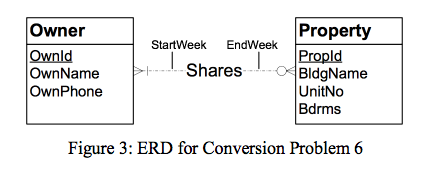 Owner
OwnId
OwnName
OwnPhone
StartWeek
EndWeek
Shares
Property
PropId
BldgName
UnitNo
Bdrms
Figure 3: ERD for Conversion Problem 6